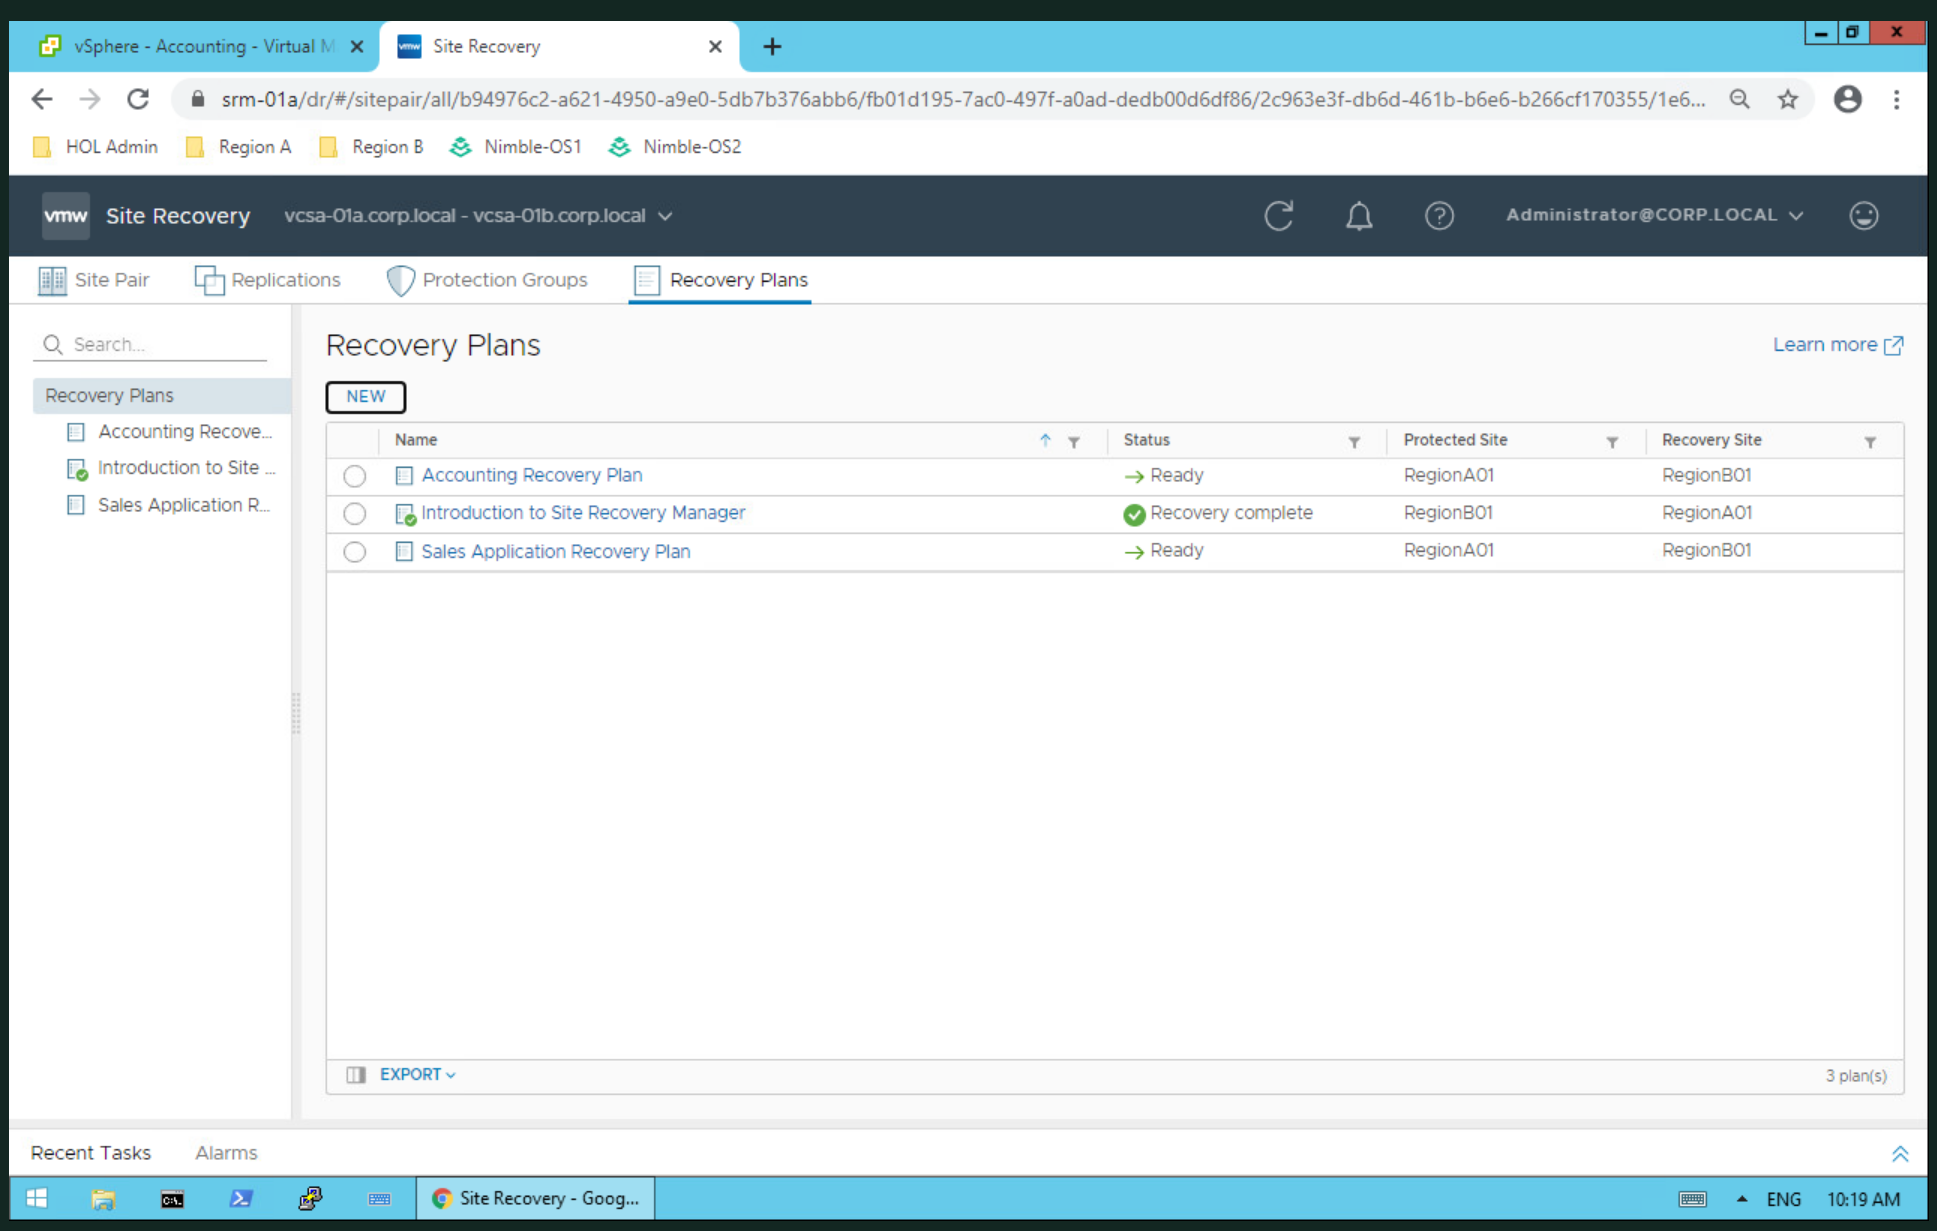 vSphere - Accounting - Virtual M
Site Recovery
srm-01a/dr/#/sitepair/all/b94976c2-a621-4950-a9e0-5db7b376abb6/fb01d195-7ac0-497f-a0ad-dedb00d6df86/2c963e3f-db6d-461b-b6e6-b266cf170355/1e6...
HOL Admin Region A Region B Nimble-OS1 Nimble-OS2
vmw Site Recovery vcsa-01a.corp.local - vcsa-01b.corp.local Administrator@CORP.LOCAL
Site Pair Replications Protection Groups Recovery Plans
Search...
Recovery Plans
Accounting Recove...
Introduction to Site ...
Sales Application R...
Recovery Plans Learn more
NEW
Name Status Protected Site Recovery Site
Accounting Recovery Plan Ready RegionA01 RegionB01
Introduction to Site Recovery Manager Recovery complete RegionB01 RegionA01
Sales Application Recovery Plan Ready RegionA01 RegionB01
EXPORT 3 plan(s)
Recent Tasks Alarms
Site Recovery - Goog... ENG 10:19 AM